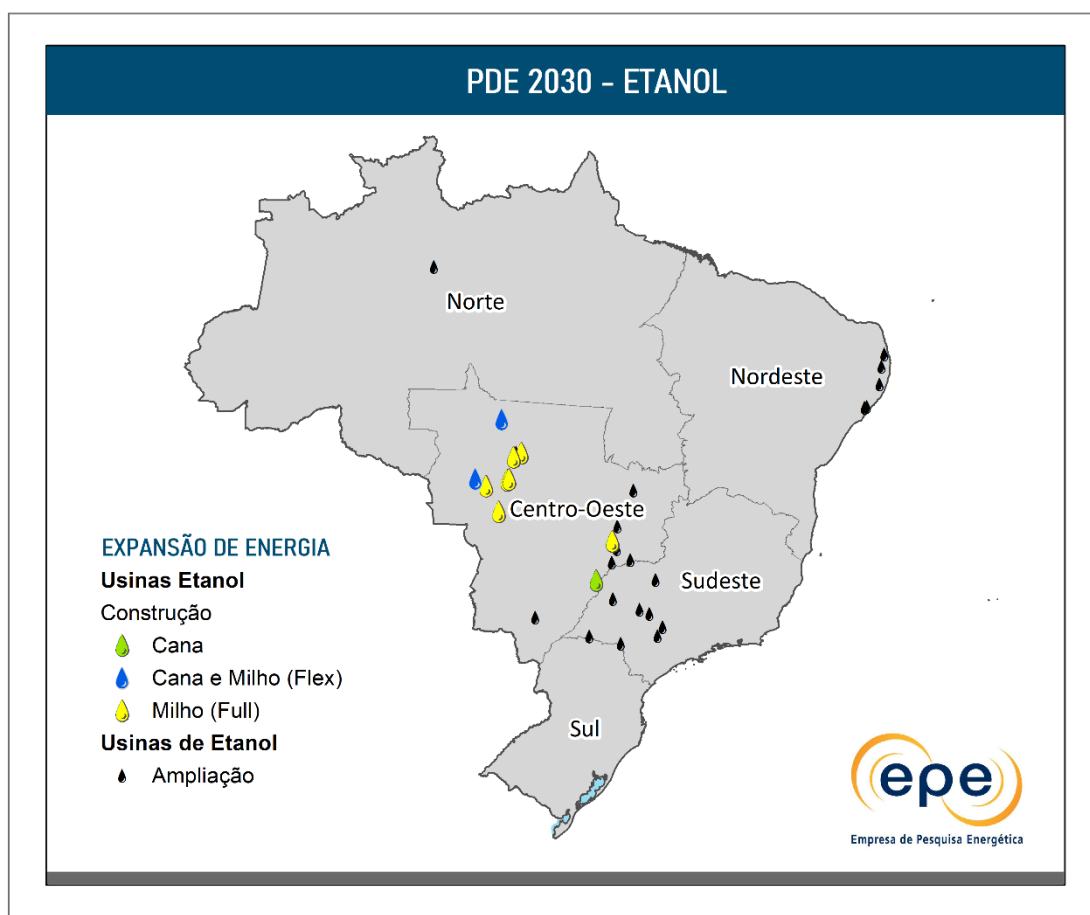 PDE 2030 - ETANOL
Norte
Nordeste
Centro-Oeste
Sudeste
Sul
EXPANSÃO DE ENERGIA
Usinas Etanol
Construção
Cana
Cana e Milho (Flex)
Milho (Full)
Usinas de Etanol
Ampliação
epe
Empresa de Pesquisa Energética